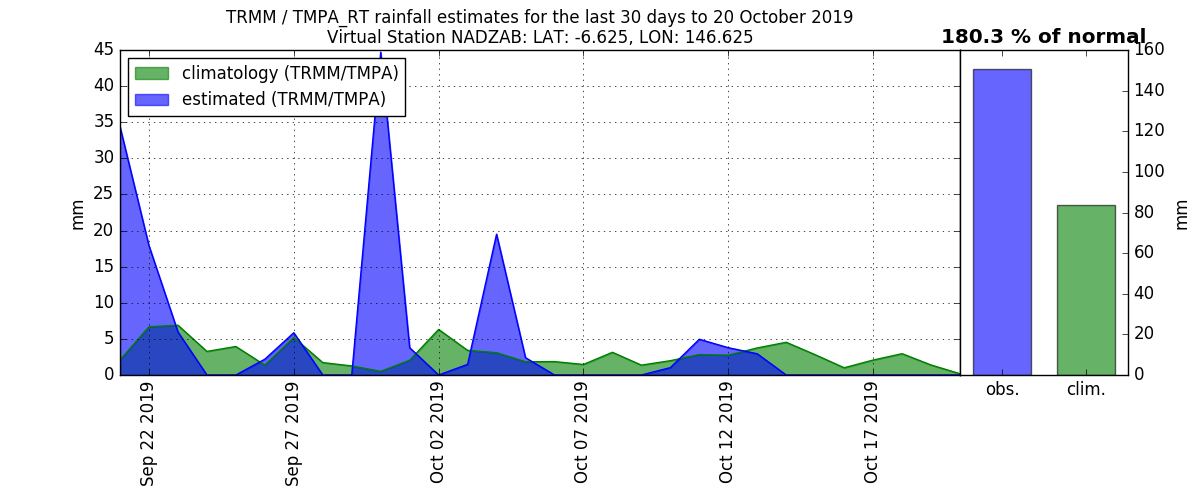 TRMM / TMPA_RT rainfall estimates for the last 30 days to 20 October 2019
Virtual Station NADZAB: LAT: -6.625, LON: 146.625
180.3 % of normal
climatology (TRMM/TMPA)
estimated (TRMM/TMPA)
45
40
35
30
25
20
15
10
5
0
mm
Sep 22 2019
Sep 27 2019
Oct 02 2019
Oct 07 2019
Oct 12 2019
Oct 17 2019
160
140
120
100
80
60
40
20
0
mm
obs.
clim.